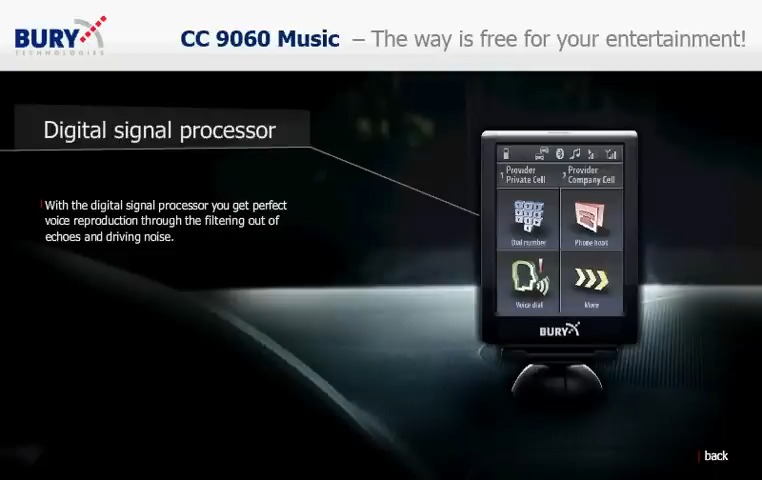 BURY
TECHNOLOGIES
CC 9060 Music – The way is free for your entertainment!
Digital signal processor
With the digital signal processor you get perfect
voice reproduction through the filtering out of
echoes and driving noise.
1 Provider Private Cell
2 Provider Company Cell
Dial number
Phone book
Voice dial
More
BURY
back